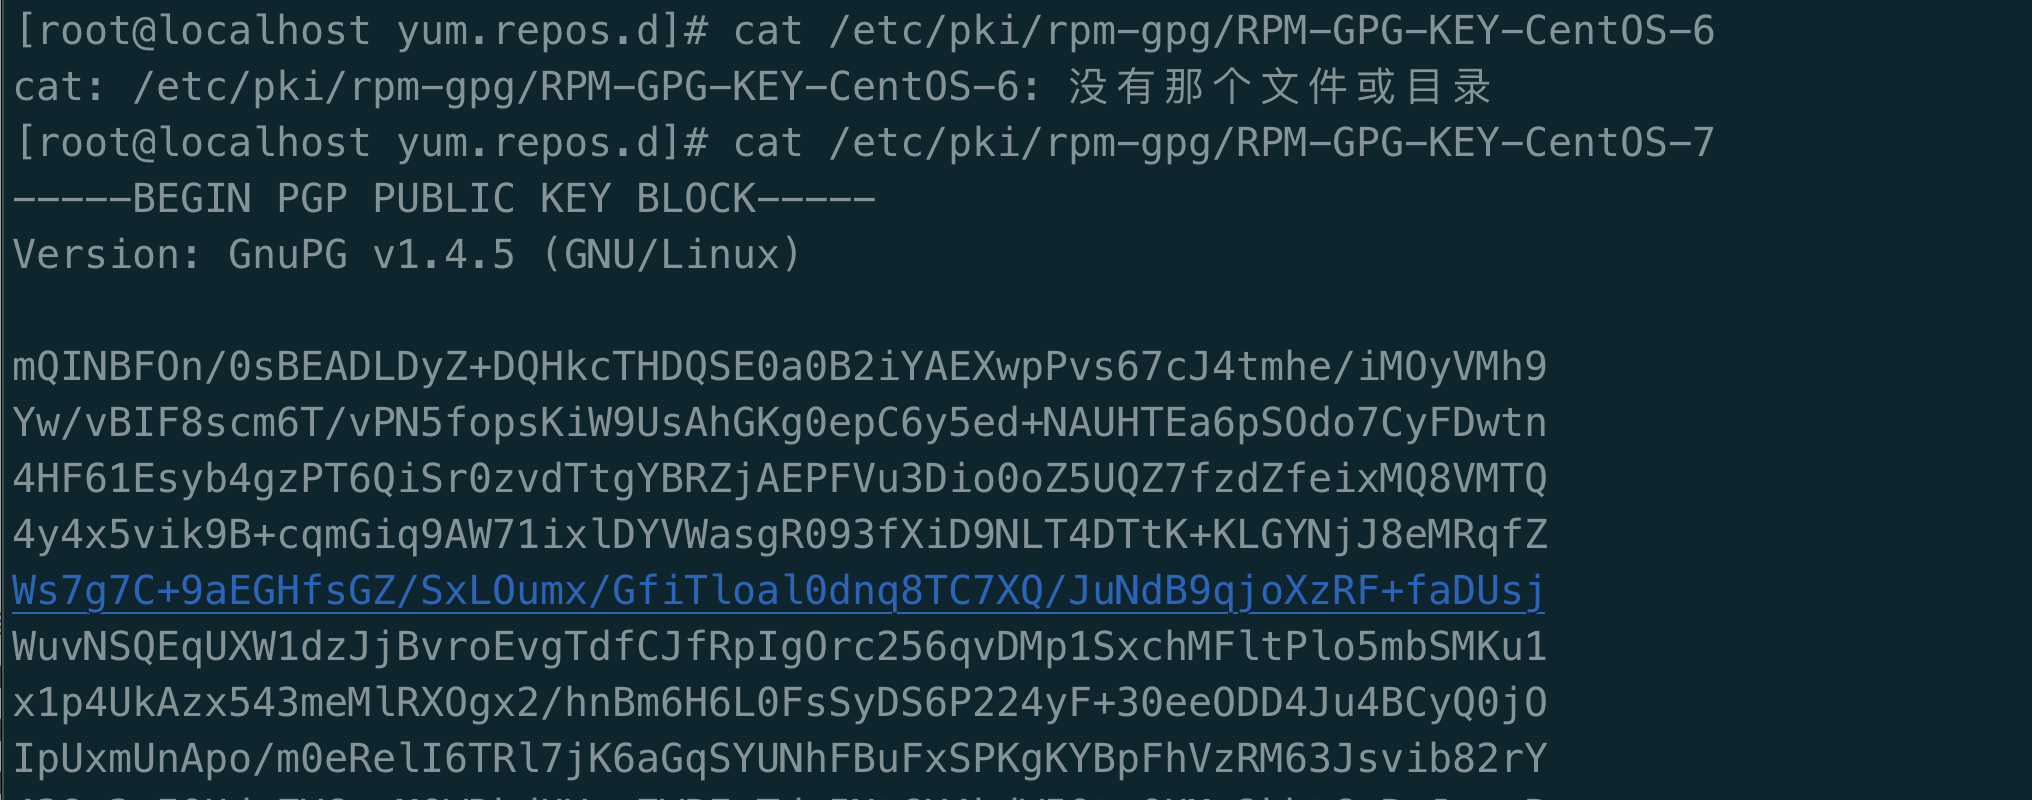 [root@localhost yum.repos.d]# cat /etc/pki/rpm-gpg/RPM-GPG-KEY-CentOS-6
cat: /etc/pki/rpm-gpg/RPM-GPG-KEY-CentOS-6: 没有那个文件或目录
[root@localhost yum.repos.d]# cat /etc/pki/rpm-gpg/RPM-GPG-KEY-CentOS-7
-----BEGIN PGP PUBLIC KEY BLOCK-----
Version: GnuPG v1.4.5 (GNU/Linux)

mQINBFOn/0sBEADLDyZ+DQHkcTHDQSE0a0B2iYAEXwpPvs67cJ4tmhe/iMOyVMh9
Yw/vBIF8scm6T/vPN5fopsKiW9UsAhGKg0epC6y5ed+NAUHTEa6pSOdo7CyFDwtn
4HF61Esyb4gzPT6QiSr0zvdTtgYBRZjAEPFVu3Dio0oZ5UQZ7fzdZfeixMQ8VMTQ
4y4x5vik9B+cqmGiq9AW71ixlDYVWasgR093fXiD9NLT4DTtK+KLGYNjJ8eMRqfZ
Ws7g7C+9aEGHfsGZ/SxLOumx/GfiTloal0dnq8TC7XQ/JuNdB9qjoXzRF+faDUsj
WuvNSQEqUXW1dzJjBvroEvgTdfCJfRpIgOrc256qvDMp1SxchMFltPlo5mbSMKu1
x1p4UkAzx543meMlRXOgx2/hnBm6H6L0FsSyDS6P224yF+30eeODD4Ju4BCyQ0jO
IpUxmUnApo/m0eRelI6TRl7jK6aGqSYUNhFBuFxSPKgKYBpFhVzRM63Jsvib82rY